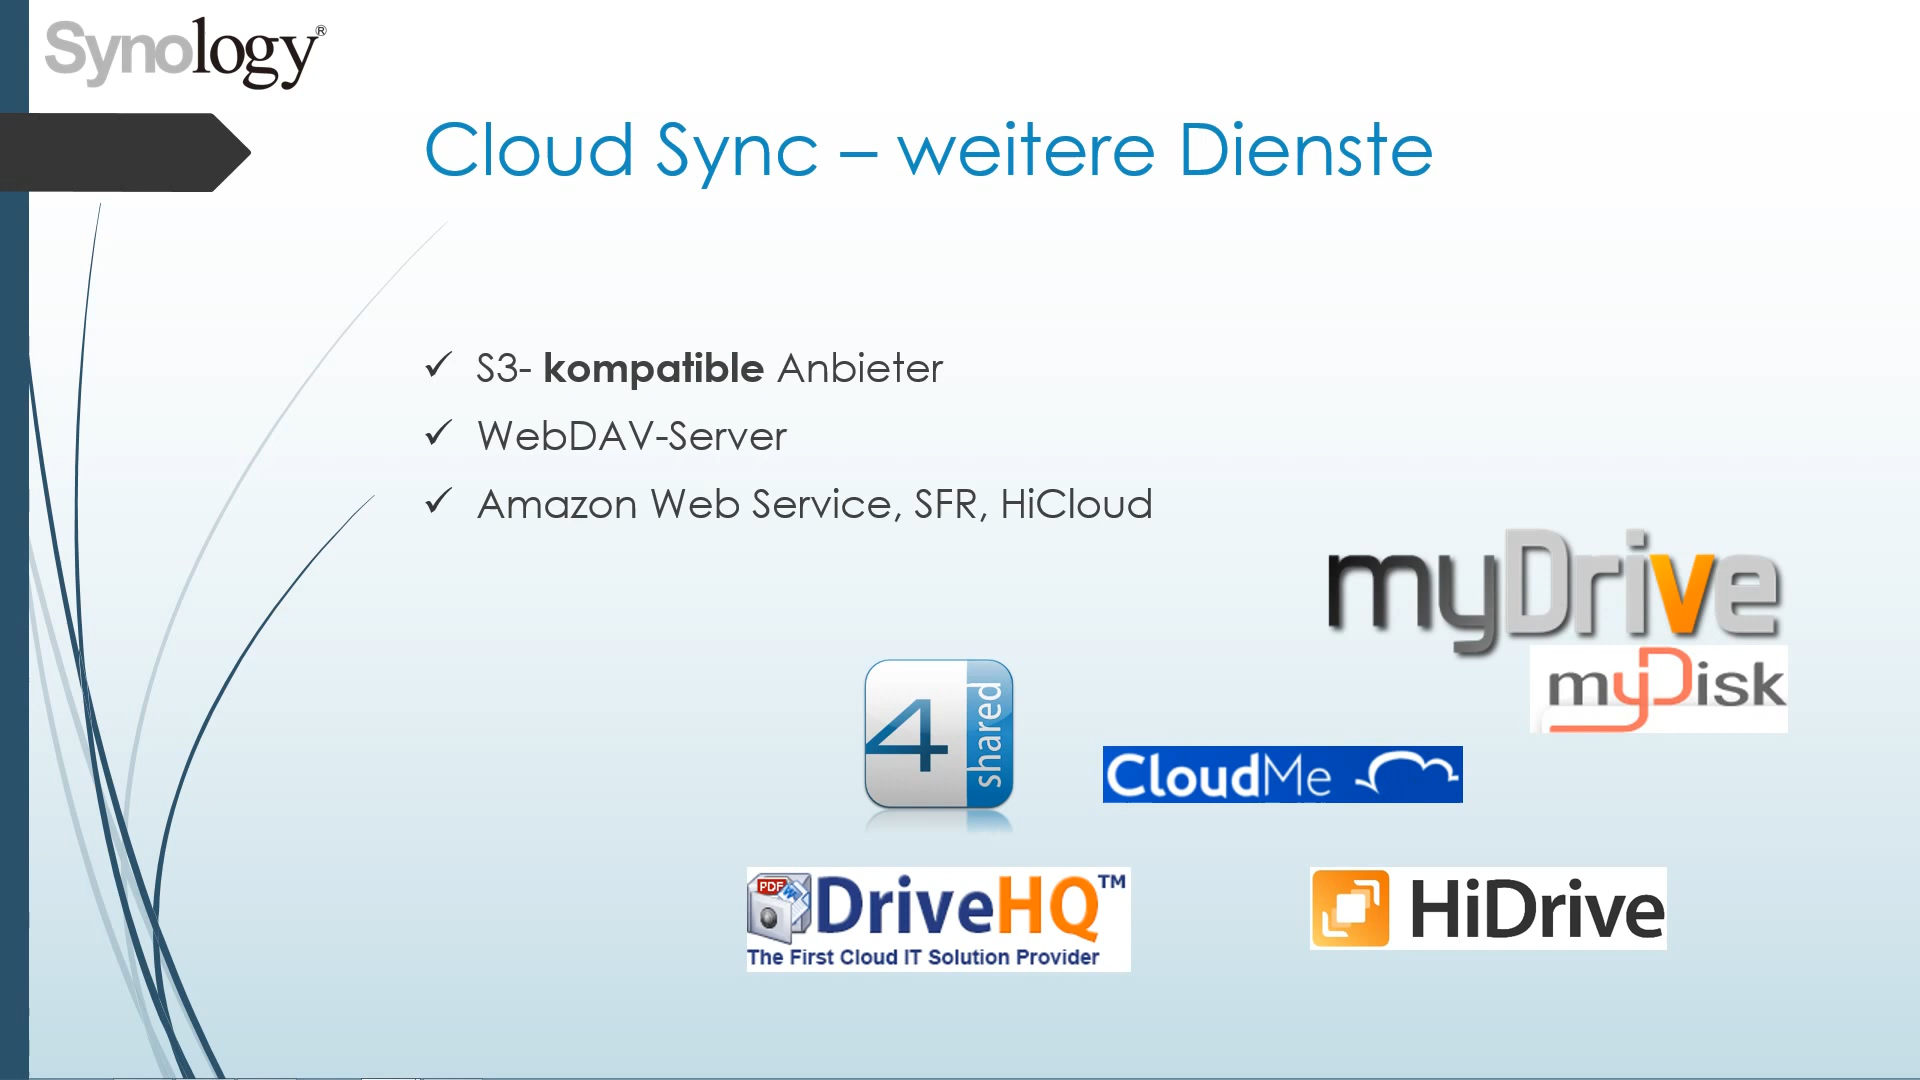 Synology®
Cloud Sync – weitere Dienste
✓ S3- kompatible Anbieter
✓ WebDAV-Server
✓ Amazon Web Service, SFR, HiCloud
myDrive
myDisk
4 shared
CloudMe
PDF
W
DriveHQ™
The First Cloud IT Solution Provider
HiDrive